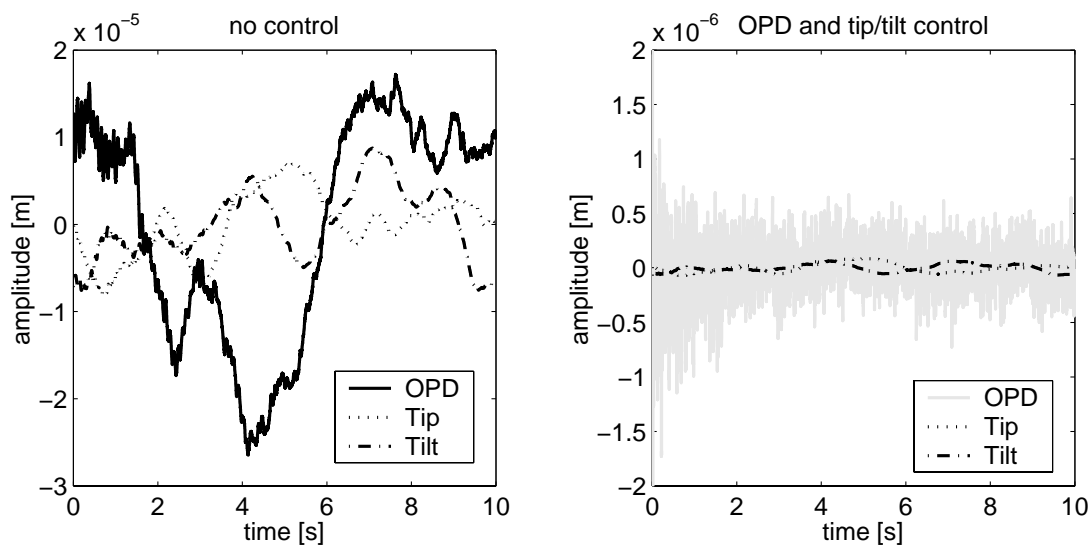 no control
x 10⁻⁵
2
1
0
−1
−2
−3
amplitude [m]
0 2 4 6 8 10
time [s]
OPD
Tip
Tilt
OPD and tip/tilt control
x 10⁻⁶
2
1.5
1
0.5
0
−0.5
−1
−1.5
−2
amplitude [m]
0 2 4 6 8 10
time [s]
OPD
Tip
Tilt